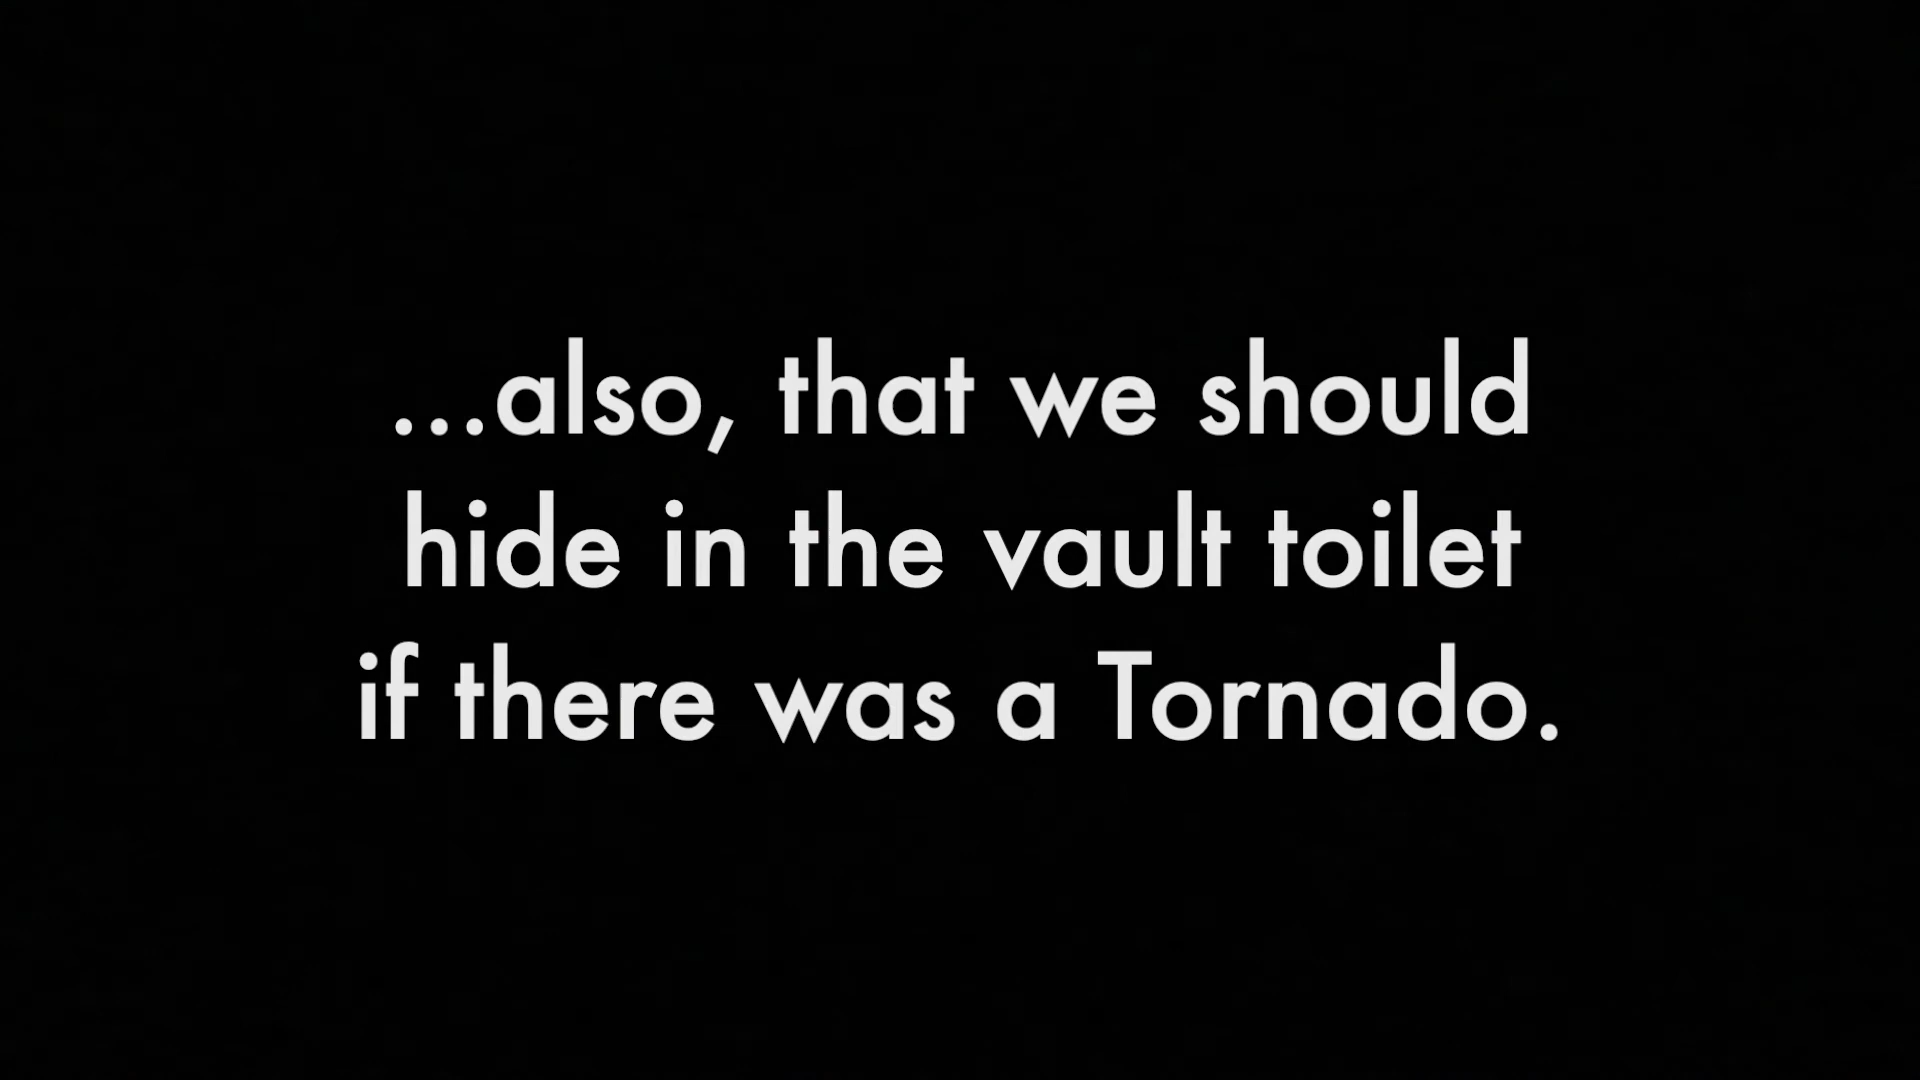 ...also, that we should
hide in the vault toilet
if there was a Tornado.